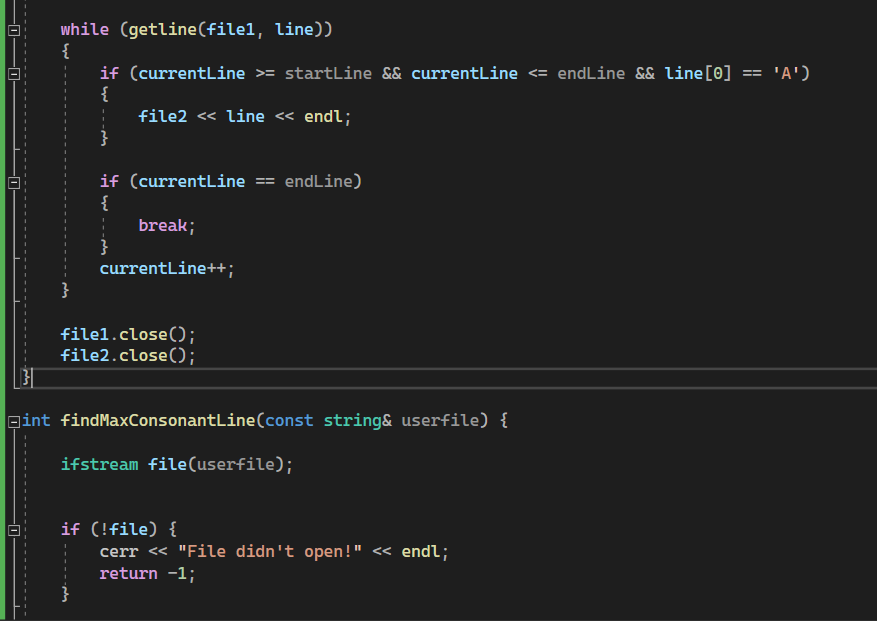 while (getline(file1, line))
{
if (currentLine >= startLine && currentLine <= endLine && line[0] == 'A')
{
file2 << line << endl;
}
if (currentLine == endLine)
{
break;
}
currentLine++;
}
file1.close();
file2.close();
}
int findMaxConsonantLine(const string& userfile) {
ifstream file(userfile);
if (!file) {
cerr << "File didn't open!" << endl;
return -1;
}